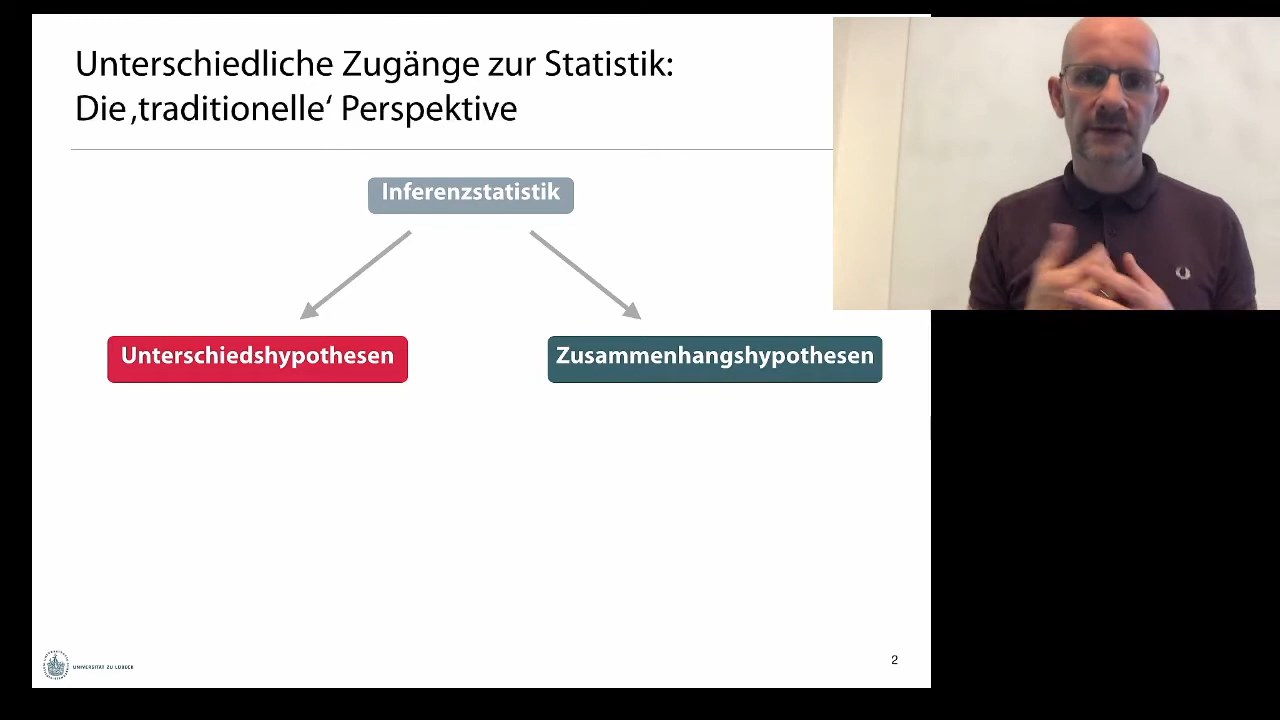 Unterschiedliche Zugänge zur Statistik:
Die ‚traditionelle‘ Perspektive
Inferenzstatistik
Unterschiedshypothesen
Zusammenhangshypothesen
UNIVERSITÄT ZU LÜBECK
2